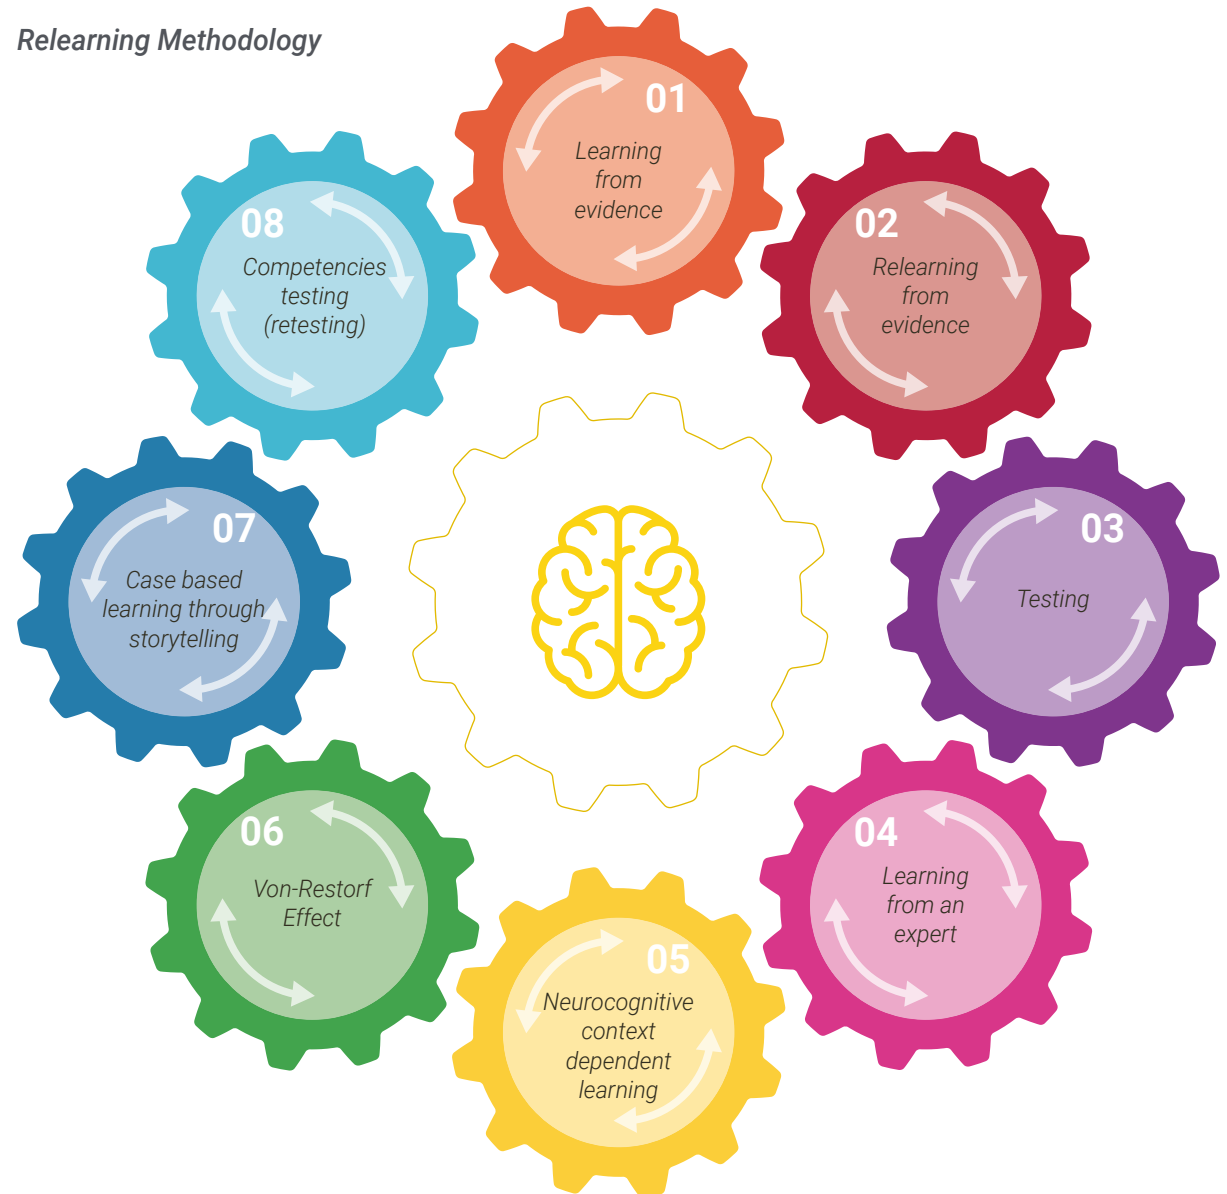 Relearning Methodology
01
Learning
from
evidence
02
Relearning
from
evidence
03
Testing
04
Learning
from an
expert
05
Neurocognitive
context
dependent
learning
06
Von-Restorf
Effect
07
Case based
learning through
storytelling
08
Competencies
testing
(retesting)